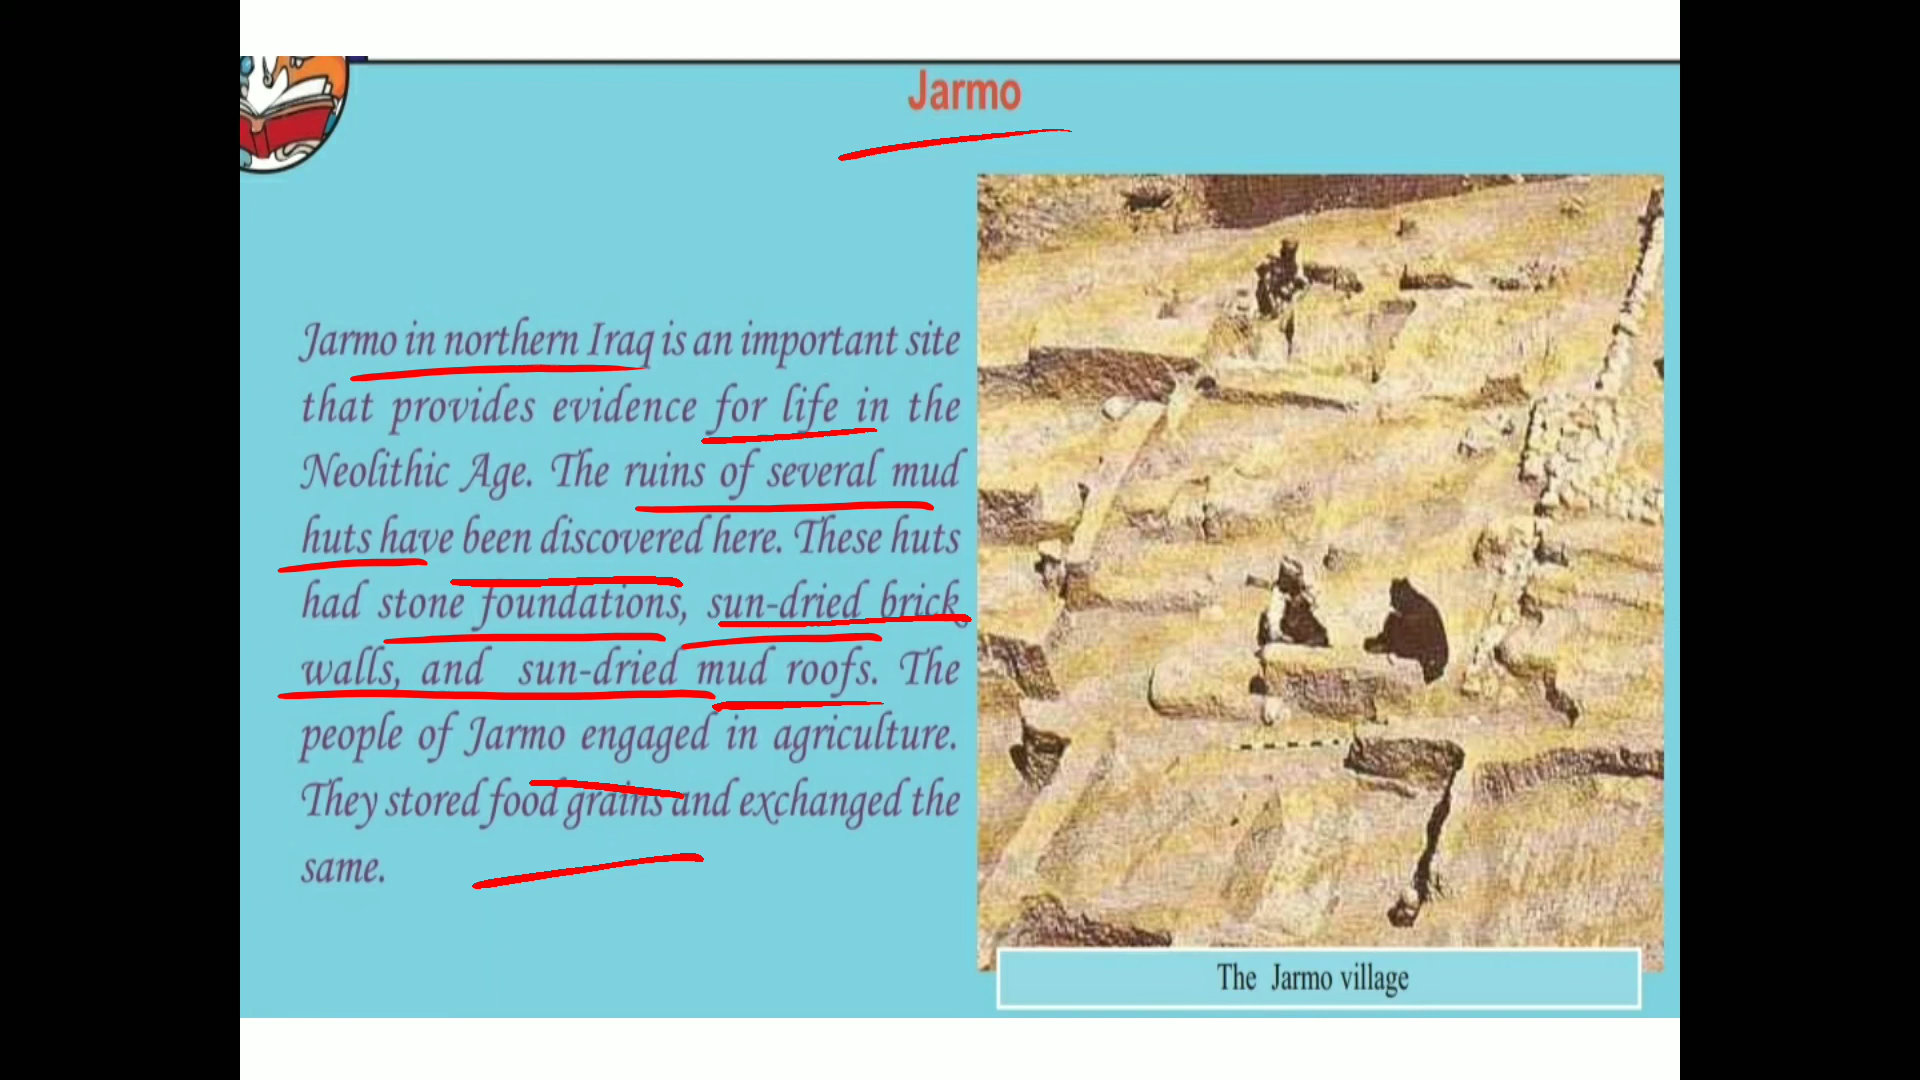 Jarmo
Jarmo in northern Iraq is an important site
that provides evidence for life in the
Neolithic Age. The ruins of several mud
huts have been discovered here. These huts
had stone foundations, sun-dried brick
walls, and sun-dried mud roofs. The
people of Jarmo engaged in agriculture.
They stored food grains and exchanged the
same.
The Jarmo village